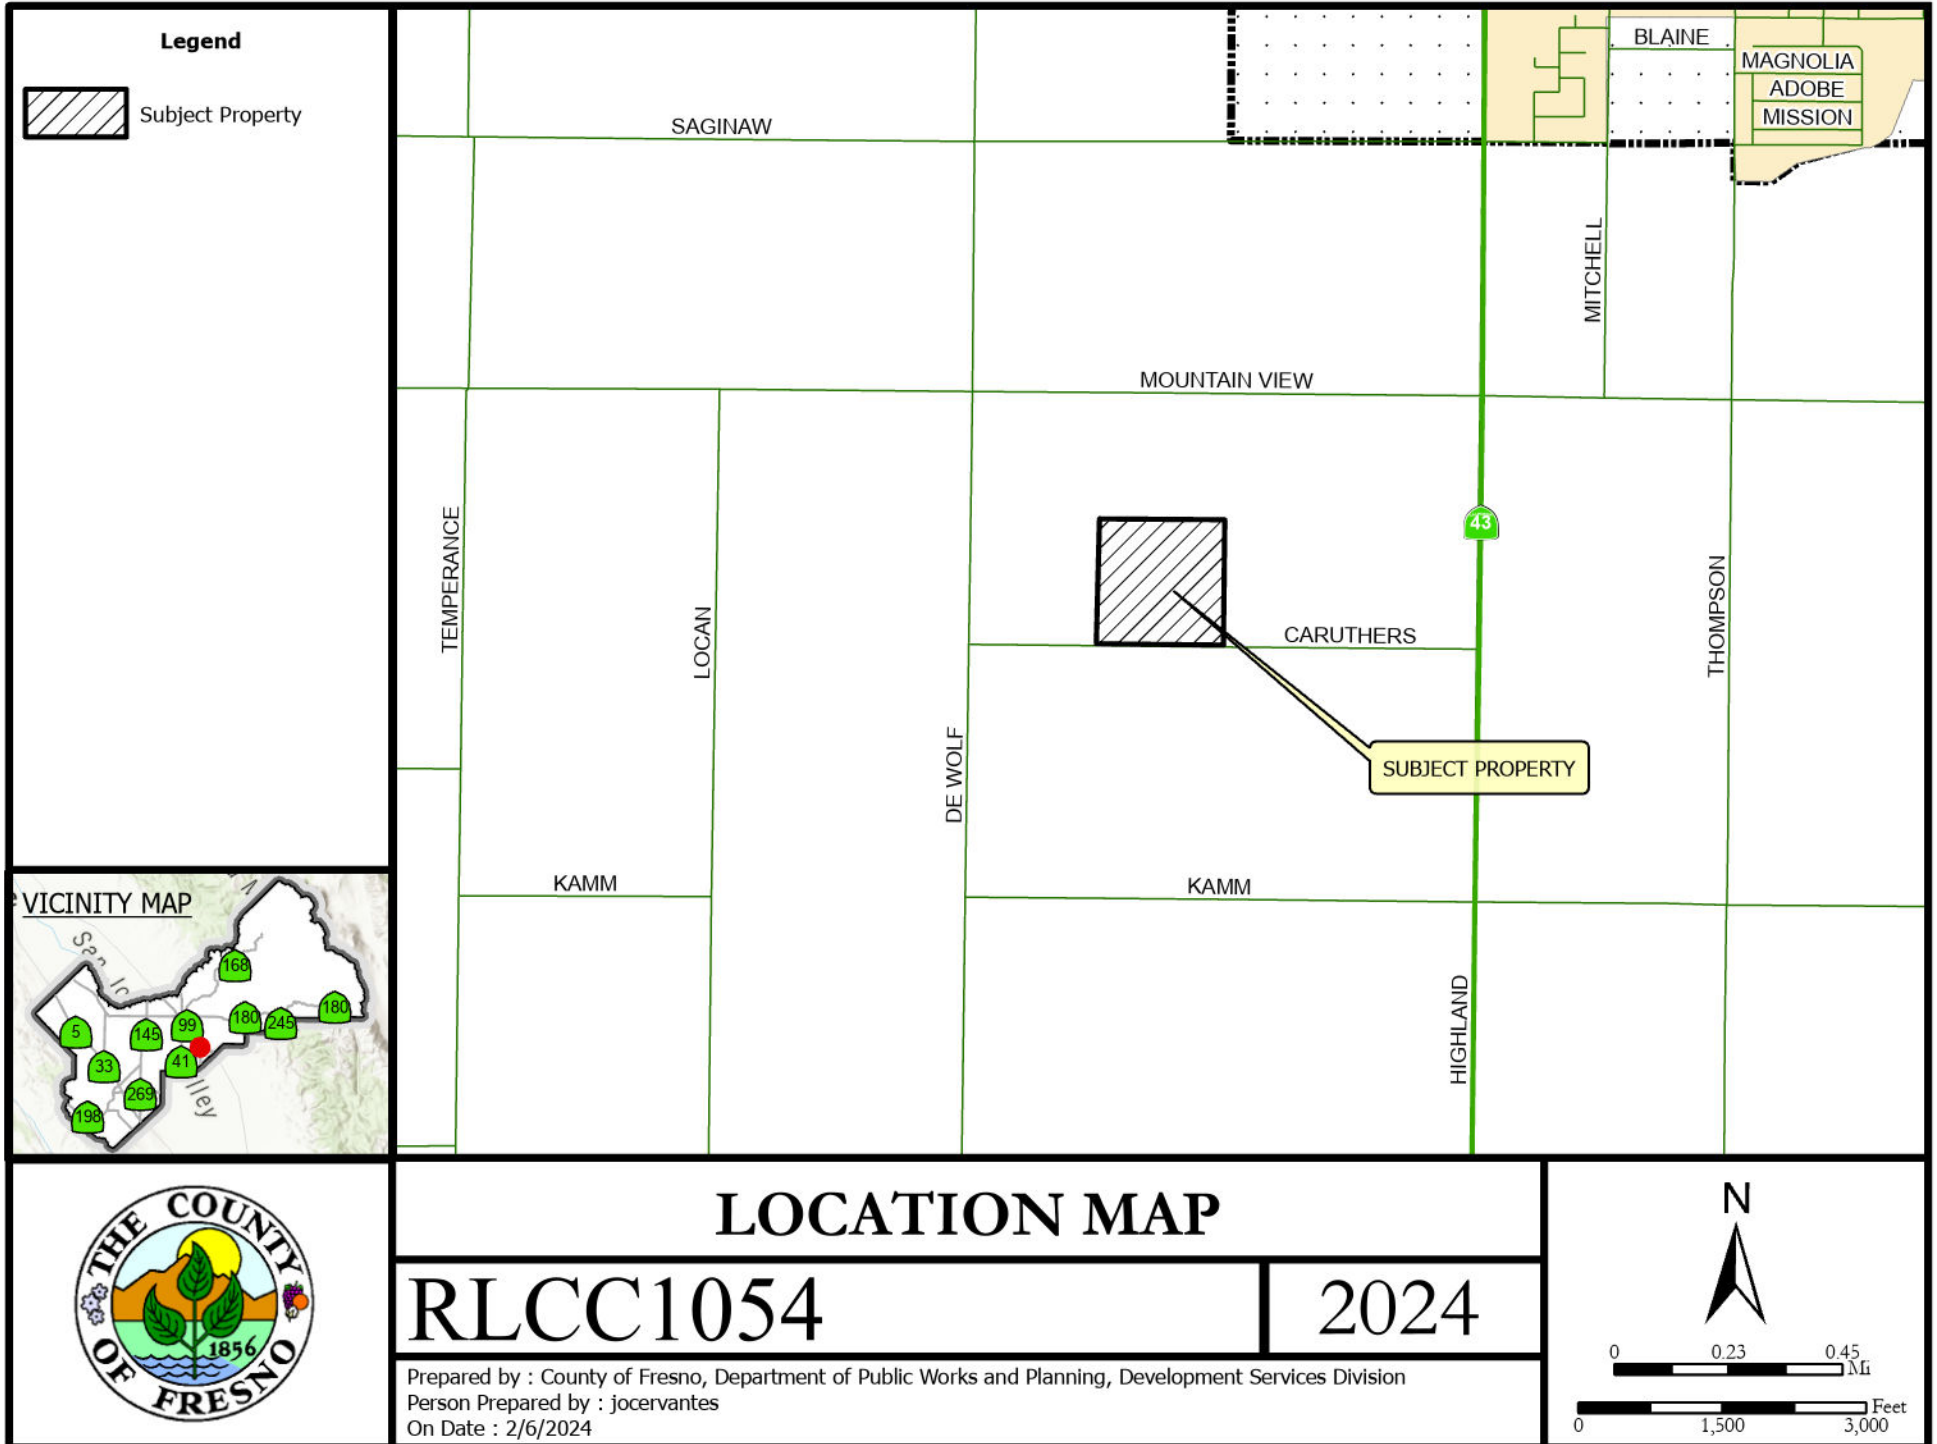 Legend
Subject Property
BLAINE
MAGNOLIA
ADOBE
MISSION
SAGINAW
MITCHELL
MOUNTAIN VIEW
TEMPERANCE
LOCAN
DE WOLF
43
CARUTHERS
THOMPSON
SUBJECT PROPERTY
KAMM
KAMM
HIGHLAND
VICINITY MAP
168
180
180
245
5
145
99
33
41
269
198
lley
THE COUNTY
OF FRESNO
1856
LOCATION MAP
RLCC1054
2024
Prepared by : County of Fresno, Department of Public Works and Planning, Development Services Division
Person Prepared by : jocervantes
On Date : 2/6/2024
N
0 0.23 0.45
Mi
Feet
0 1,500 3,000